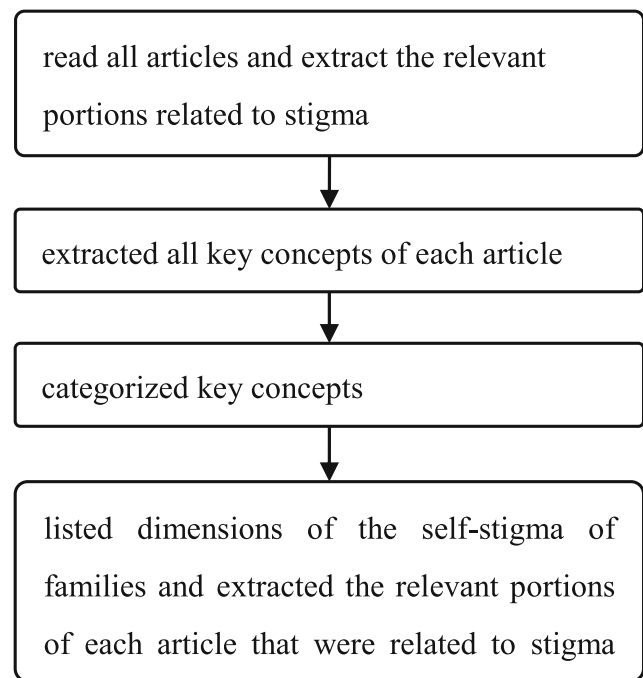 read all articles and extract the relevant
portions related to stigma
extracted all key concepts of each article
categorized key concepts
listed dimensions of the self-stigma of
families and extracted the relevant portions
of each article that were related to stigma